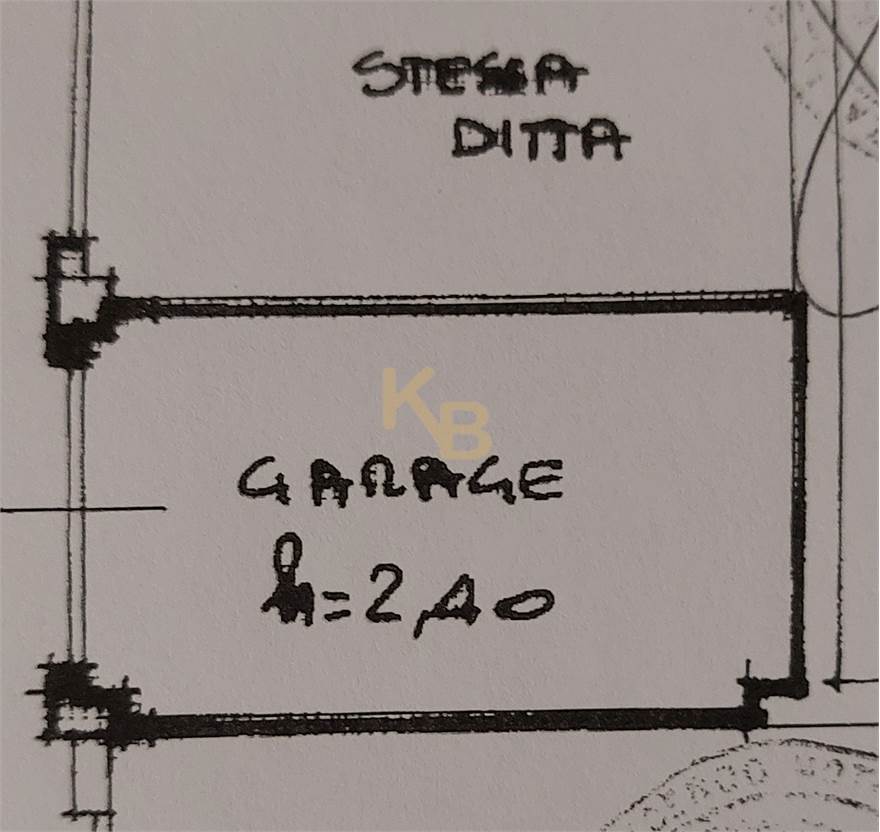 STESSA
DITTA
KB
GARAGE
h=2,40